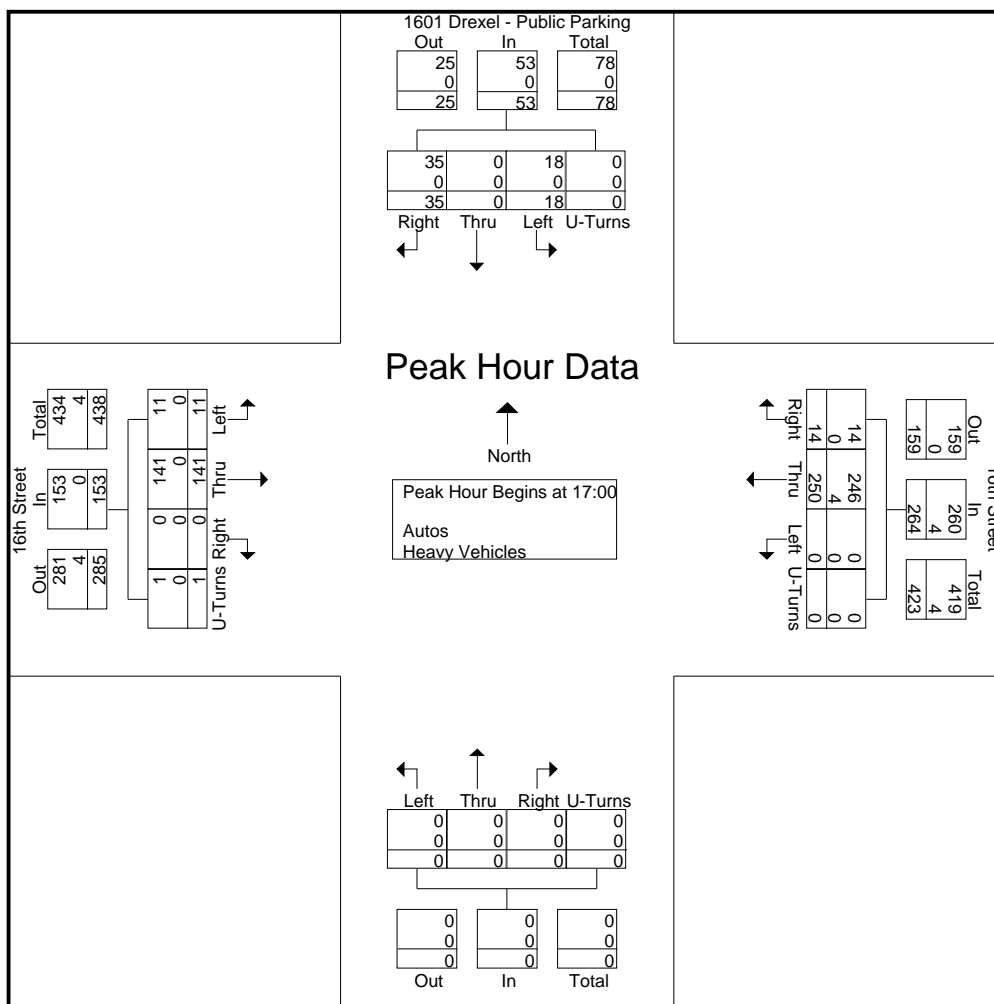 1601 Drexel - Public Parking
Out In Total
25 53 78
0 0 0
25 53 78
35 0 18 0
0 0 0 0
35 0 18 0
Right Thru Left U-Turns
Peak Hour Data
North
Peak Hour Begins at 17:00
Autos
Heavy Vehicles
16th Street
Out In Total
281 153 434
4 0 4
285 153 438
1 0 141 11
0 0 0 0
1 0 141 11
U-Turns Right Thru Left
16th Street
Out In Total
159 260 419
0 4 4
159 264 423
14 246 0 0
0 4 0 0
14 250 0 0
Right Thru Left U-Turns
Left Thru Right U-Turns
0 0 0 0
0 0 0 0
0 0 0 0
0 0 0
0 0 0
0 0 0
Out In Total